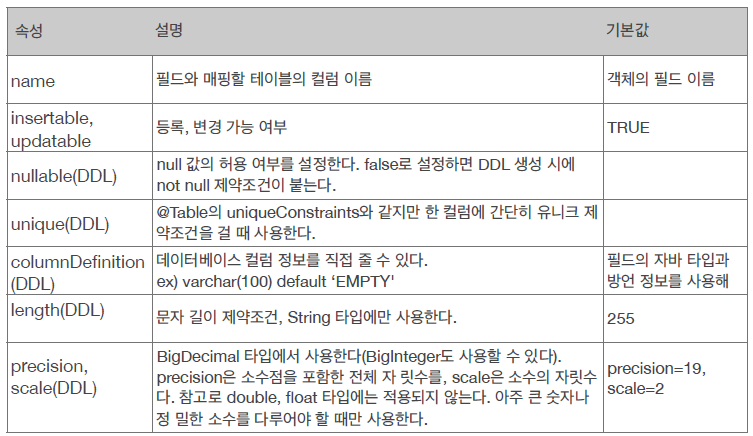 속성 설명 기본값
name 필드와 매핑할 테이블의 컬럼 이름 객체의 필드 이름
insertable,
updatable 등록, 변경 가능 여부 TRUE
nullable(DDL) null 값의 허용 여부를 설정한다. false로 설정하면 DDL 생성 시에
not null 제약조건이 붙는다.
unique(DDL) @Table의 uniqueConstraints와 같지만 한 컬럼에 간단히 유니크 제
약조건을 걸 때 사용한다.
columnDefinition 데이터베이스 컬럼 정보를 직접 줄 수 있다. 필드의 자바 타입과
(DDL) ex) varchar(100) default ‘EMPTY' 방언 정보를 사용해
length(DDL) 문자 길이 제약조건, String 타입에만 사용한다. 255
precision,
scale(DDL) BigDecimal 타입에서 사용한다(BigInteger도 사용할 수 있다).
precision은 소수점을 포함한 전체 자 릿수를, scale은 소수의 자릿수
다. 참고로 double, float 타입에는 적용되지 않는다. 아주 큰 숫자나
정 밀한 소수를 다루어야 할 때만 사용한다.
precision=19,
scale=2